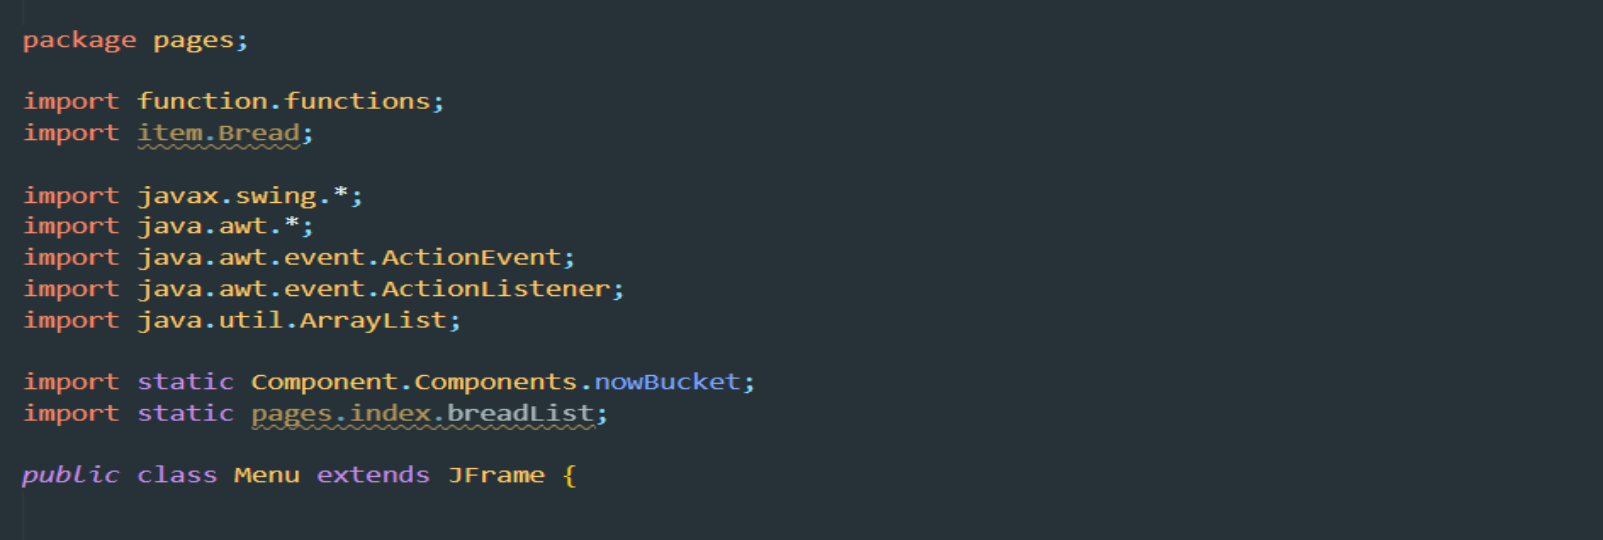 package pages;
import function.functions;
import item.Bread;
import javax.swing.*;
import java.awt.*;
import java.awt.event.ActionEvent;
import java.awt.event.ActionListener;
import java.util.ArrayList;
import static Component.Components.nowBucket;
import static pages.index.breadList;
public class Menu extends JFrame {